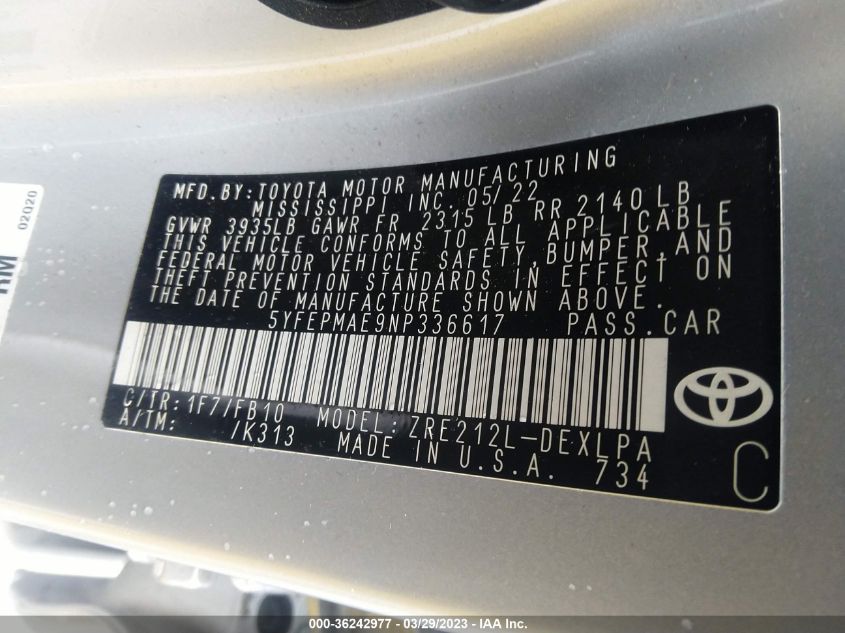 MFD.BY:TOYOTA MOTOR MANUFACTURING
MISSISSIPPI INC. 05/22
GVWR 3935LB GAWR FR 2315 LB RR 2140 LB
THIS VEHICLE CONFORMS TO ALL APPLICABLE
FEDERAL MOTOR VEHICLE SAFETY,BUMPER,AND
THEFT PREVENTION STANDARDS IN EFFECT ON
THE DATE OF MANUFACTURE SHOWN ABOVE.
5YFEPMAE9NP336617 PASS.CAR
C/TR:1F7/FB10 MODEL:ZRE212L-DEXLPA
A/TM: /K313 MADE IN U.S.A. 734
C
02020
RM
000-36242977 - 03/29/2023 - IAA Inc.